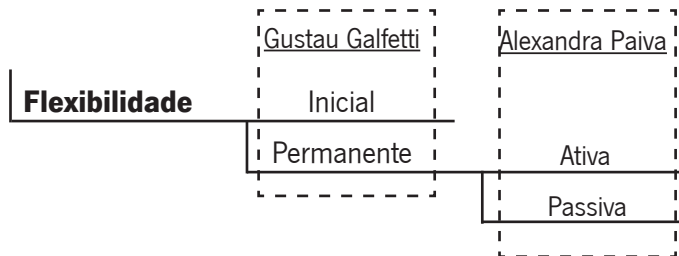 Gustau Galfetti
Alexandra Paiva
Flexibilidade
Inicial
Permanente
Ativa
Passiva